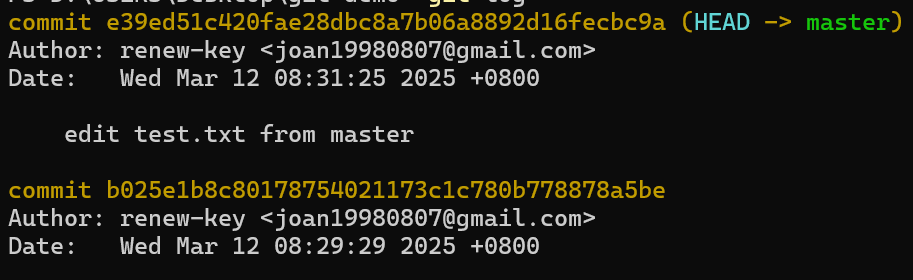 commit e39ed51c420fae28dbc8a7b06a8892d16fecbc9a (HEAD -> master)
Author: renew-key <joan19980807@gmail.com>
Date:   Wed Mar 12 08:31:25 2025 +0800
    edit test.txt from master
commit b025e1b8c80178754021173c1c780b778878a5be
Author: renew-key <joan19980807@gmail.com>
Date:   Wed Mar 12 08:29:29 2025 +0800